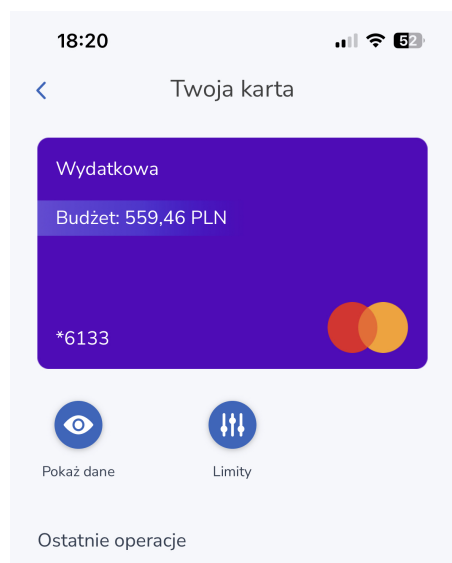 18:20
52
Twoja karta
Wydatkowa
Budżet: 559,46 PLN
*6133
Pokaż dane
Limity
Ostatnie operacje